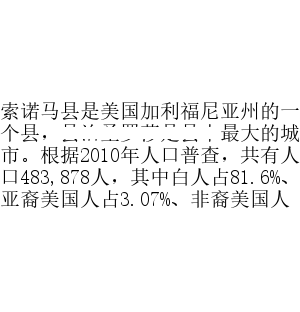 索诺马县是美国加利福尼亚州的一
个县，最大的城
市。根据2010年人口普查，共有人
口483,878人，其中白人占81.6%、
亚裔美国人占3.07%、非裔美国人